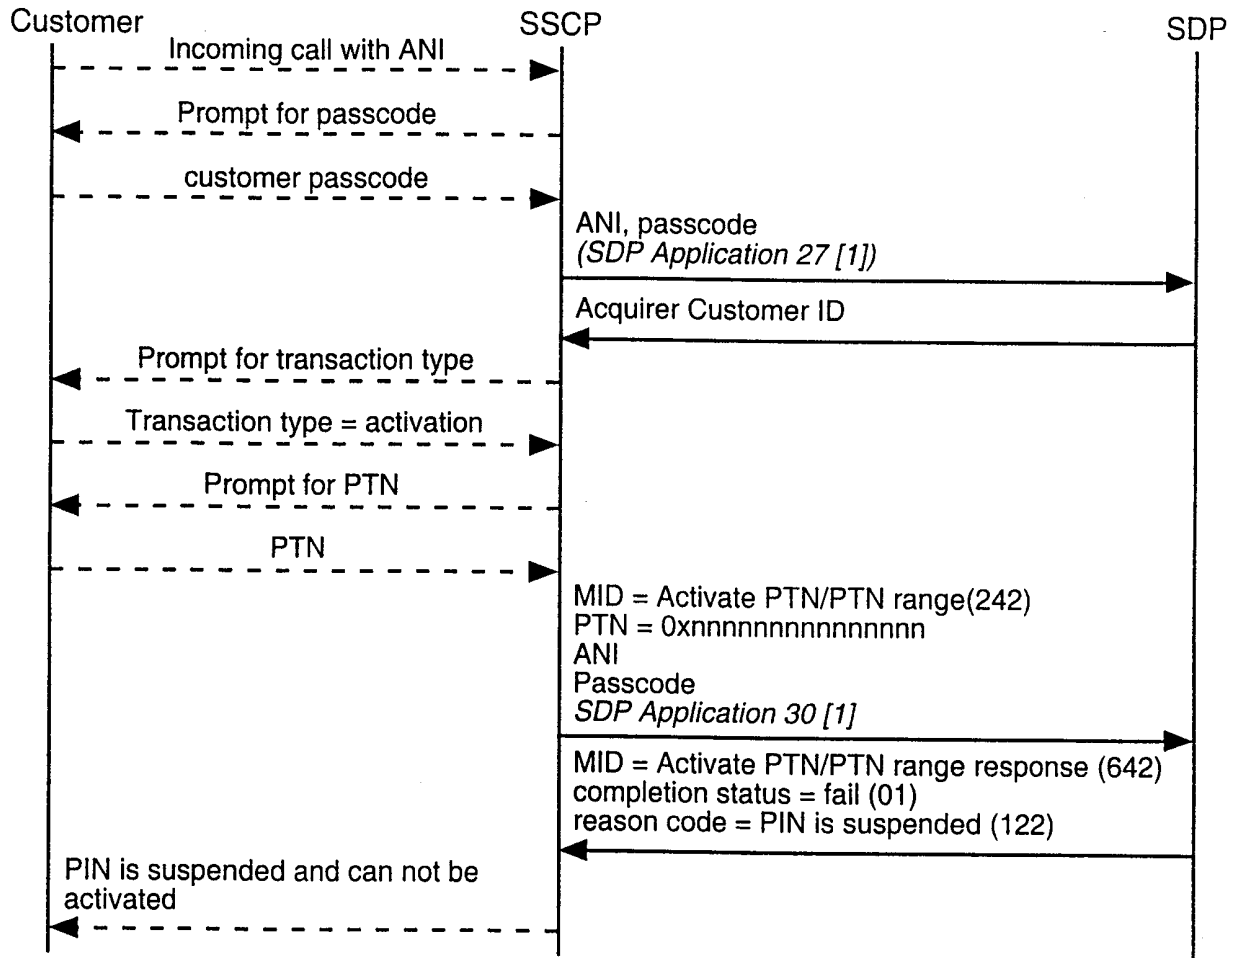 Customer
SSCP
SDP
Incoming call with ANI
Prompt for passcode
customer passcode
ANI, passcode
(SDP Application 27 [1])
Acquirer Customer ID
Prompt for transaction type
Transaction type = activation
Prompt for PTN
PTN
MID = Activate PTN/PTN range(242)
PTN = 0xnnnnnnnnnnnnnnnn
ANI
Passcode
SDP Application 30 [1]
MID = Activate PTN/PTN range response (642)
completion status = fail (01)
reason code = PIN is suspended (122)
PIN is suspended and can not be
activated